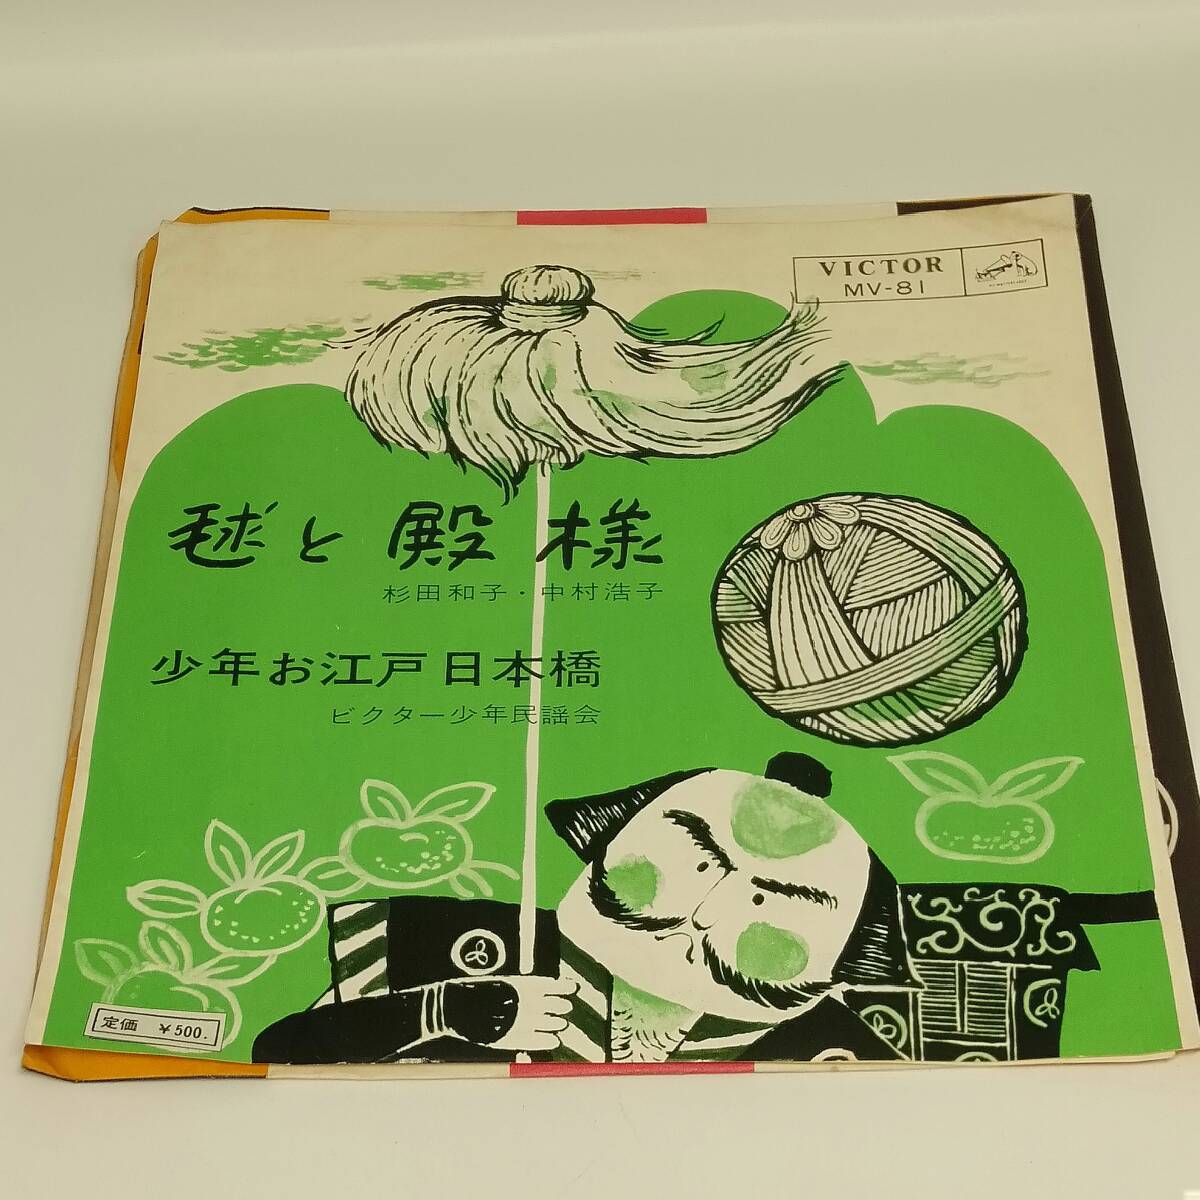 VICTOR
MV-81
毬と殿様
杉田和子・中村浩子
少年お江戸日本橋
ビクター少年民謡会
定価 ¥500.